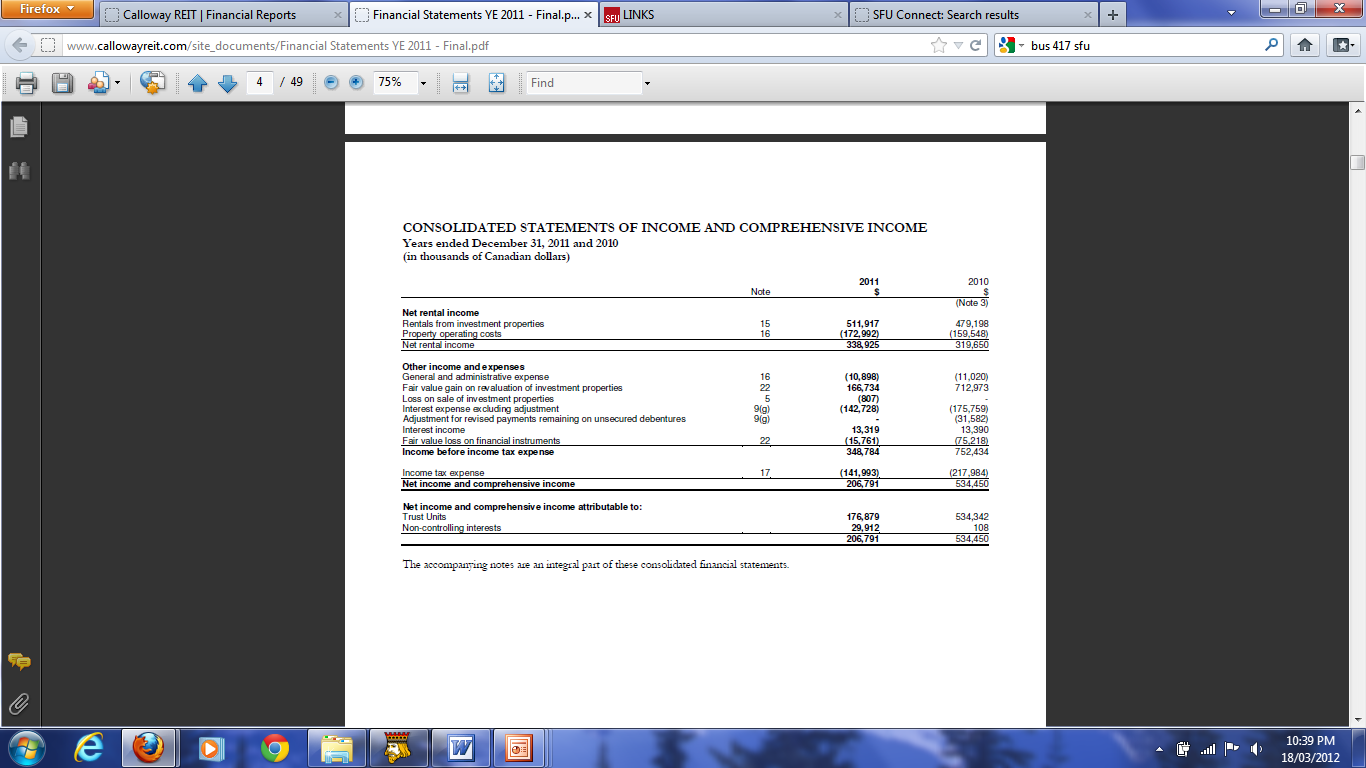 Firefox
Calloway REIT | Financial Reports
Financial Statements YE 2011 - Final.p...
SFU LINKS
SFU Connect: Search results
www.callowayreit.com/site_documents/Financial Statements YE 2011 - Final.pdf
bus 417 sfu
4 / 49 75% Find
CONSOLIDATED STATEMENTS OF INCOME AND COMPREHENSIVE INCOME
Years ended December 31, 2011 and 2010
(in thousands of Canadian dollars)
2011 2010
Note $ $
(Note 3)
Net rental income
Rentals from investment properties 15 511,917 479,198
Property operating costs 16 (172,992) (159,548)
Net rental income 338,925 319,650
Other income and expenses
General and administrative expense 16 (10,898) (11,020)
Fair value gain on revaluation of investment properties 22 166,734 712,973
Loss on sale of investment properties 5 (807) -
Interest expense excluding adjustment 9(g) (142,728) (175,759)
Adjustment for revised payments remaining on unsecured debentures 9(g) - (31,582)
Interest income 13,319 13,390
Fair value loss on financial instruments 22 (15,761) (75,218)
Income before income tax expense 348,784 752,434
Income tax expense 17 (141,993) (217,984)
Net income and comprehensive income 206,791 534,450
Net income and comprehensive income attributable to:
Trust Units 176,879 534,342
Non-controlling interests 29,912 108
206,791 534,450
The accompanying notes are an integral part of these consolidated financial statements.
10:39 PM
18/03/2012